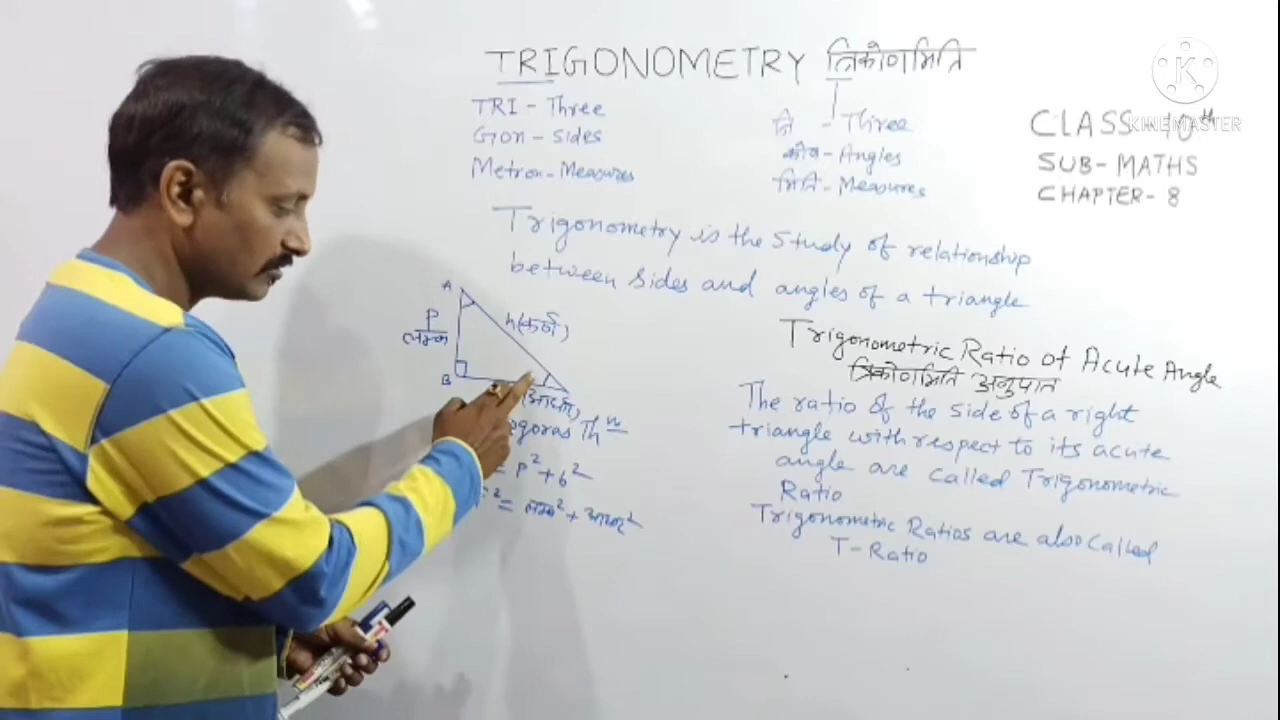 TRIGONOMETRY त्रिकोणमिति
TRI - Three
Gon - Sides
Metron - Measures
त्रि - Three
कोण - Angles
मिति - Measures
CLASS - 10th
SUB - MATHS
CHAPTER - 8
KINEMASTER
K
Trigonometry is the Study of relationship
between sides and angles of a triangle
A
P
लम्ब
h(कर्ण)
B
(आधार)
Th n
= P² + b²
² = लम्ब² + आधार²
Trigonometric Ratio of Acute Angle
त्रिकोणमिति अनुपात
The ratio of the side of a right
triangle with respect to its acute
angle are called Trigonometric
Ratio
Trigonometric Ratios are also called
T-Ratio